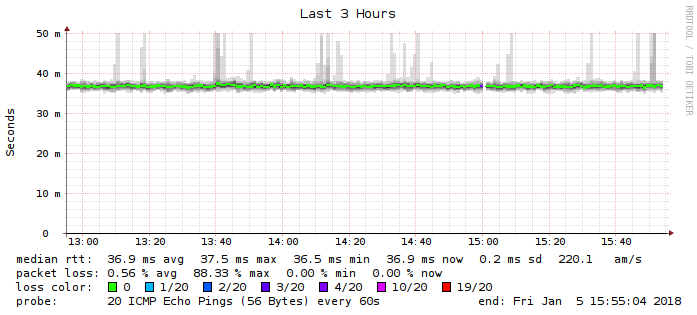 Last 3 Hours
RRDTOOL / TOBI OETIKER
Seconds
50 m
40 m
30 m
20 m
10 m
0
13:00 13:20 13:40 14:00 14:20 14:40 15:00 15:20 15:40
median rtt: 36.9 ms avg 37.5 ms max 36.5 ms min 36.9 ms now 0.2 ms sd 220.1 am/s
packet loss: 0.56 % avg 88.33 % max 0.00 % min 0.00 % now
loss color: 0 1/20 2/20 3/20 4/20 10/20 19/20
probe: 20 ICMP Echo Pings (56 Bytes) every 60s end: Fri Jan 5 15:55:04 2018